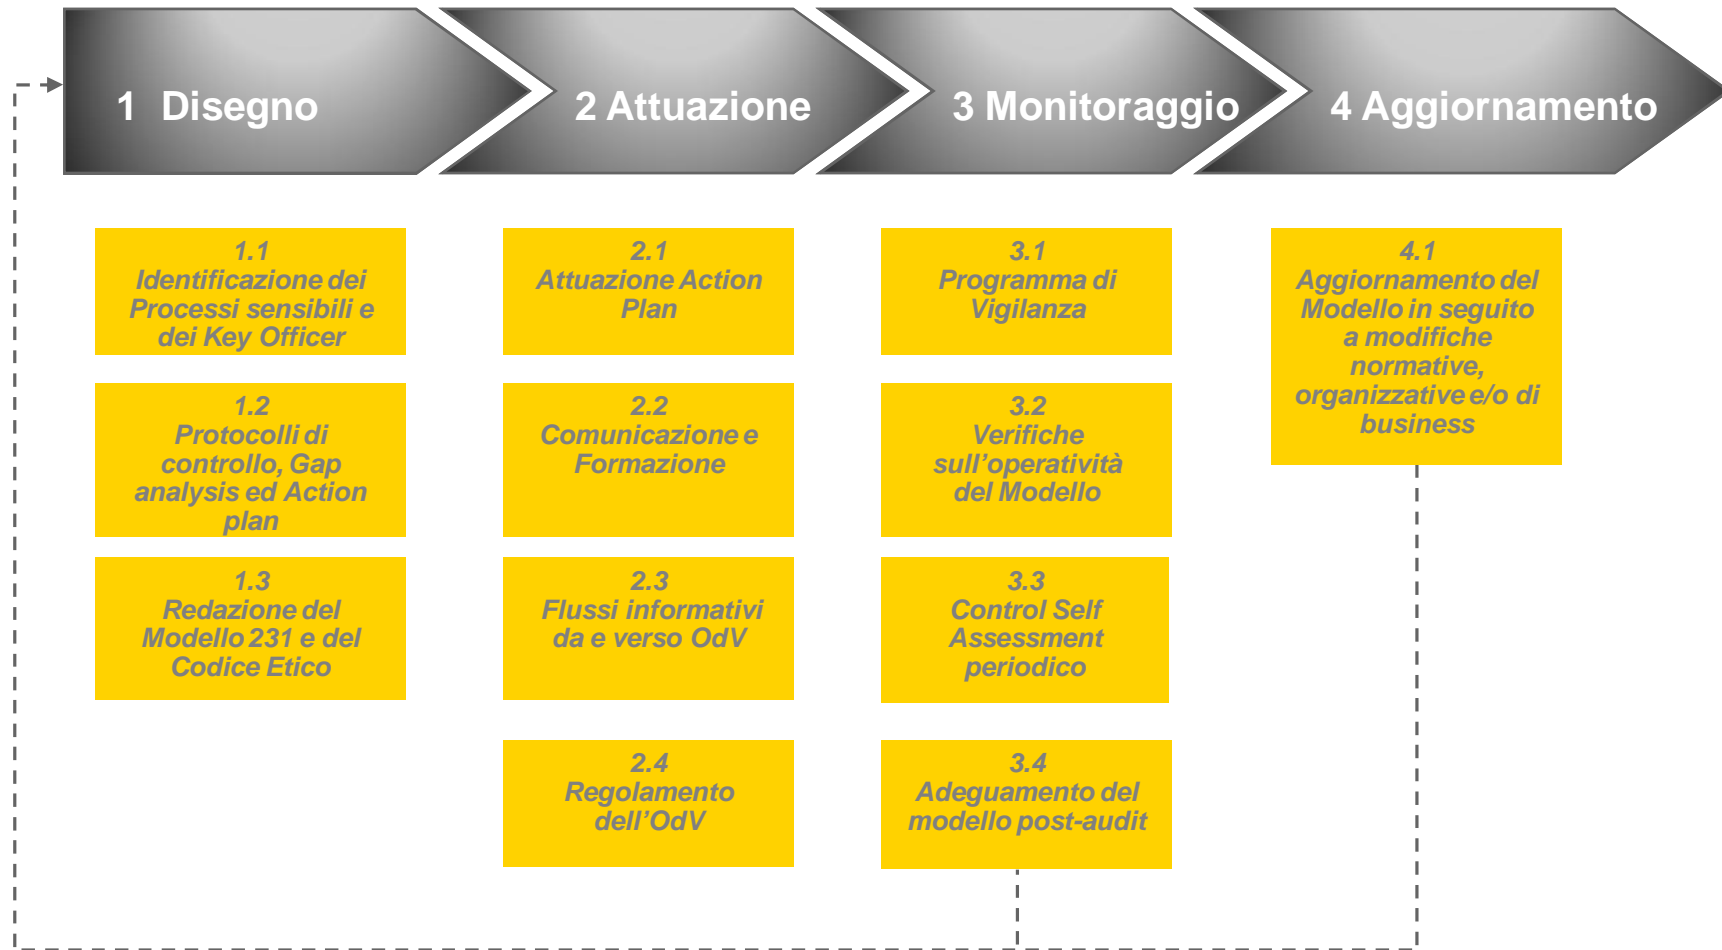 1 Disegno
2 Attuazione
3 Monitoraggio
4 Aggiornamento
1.1
Identificazione dei
Processi sensibili e
dei Key Officer
1.2
Protocolli di
controllo, Gap
analysis ed Action
plan
1.3
Redazione del
Modello 231 e del
Codice Etico
2.1
Attuazione Action
Plan
2.2
Comunicazione e
Formazione
2.3
Flussi informativi
da e verso OdV
2.4
Regolamento
dell’OdV
3.1
Programma di
Vigilanza
3.2
Verifiche
sull’operatività
del Modello
3.3
Control Self
Assessment
periodico
3.4
Adeguamento del
modello post-audit
4.1
Aggiornamento del
Modello in seguito
a modifiche
normative,
organizzative e/o di
business